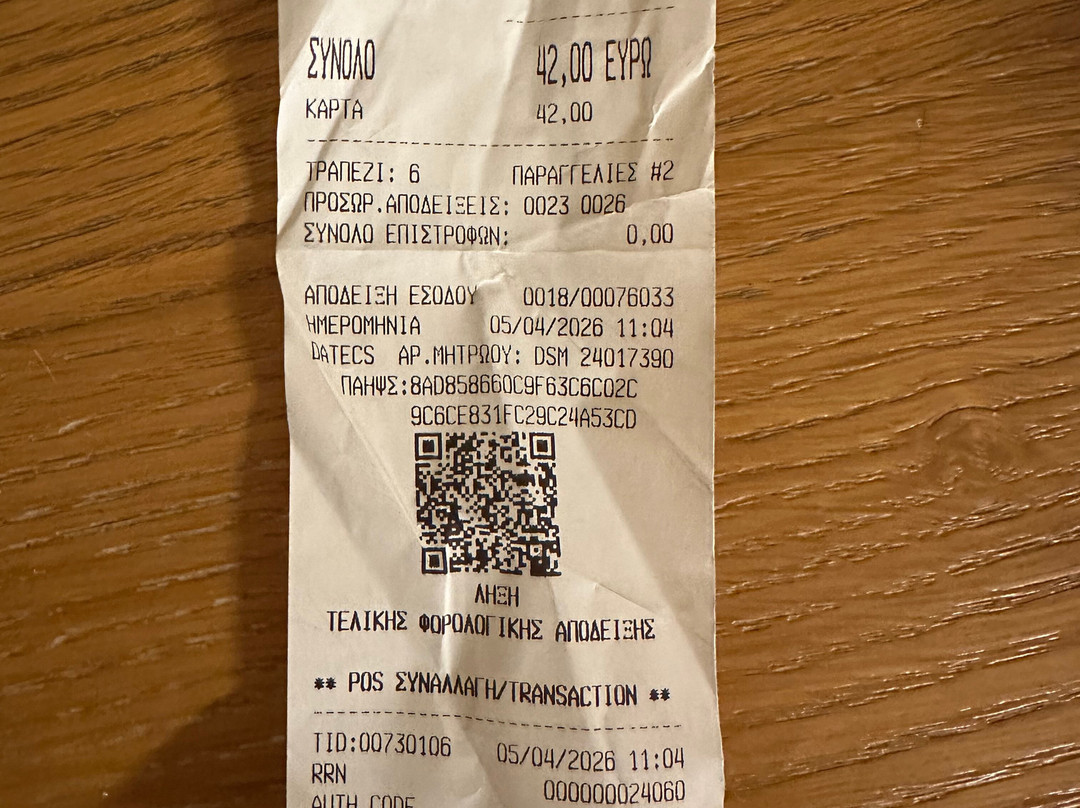 ΣΥΝΟΛΟ 42,00 ΕΥΡΩ
ΚΑΡΤΑ 42,00
ΤΡΑΠΕΖΙ: 6 ΠΑΡΑΓΓΕΛΙΕΣ #2
ΠΡΟΣΩΡ.ΑΠΟΔΕΙΞΕΙΣ: 0023 0026
ΣΥΝΟΛΟ ΕΠΙΣΤΡΟΦΩΝ: 0,00
ΑΠΟΔΕΙΞΗ ΕΣΟΔΟΥ 0018/00076033
ΗΜΕΡΟΜΗΝΙΑ 05/04/2026 11:04
DATECS ΑΡ.ΜΗΤΡΩΟΥ: DSM 24017390
ΠΑΗΨΣ:8AD858660C9F63C6C02C
9C6CE831FC29C24A53CD
ΛΗΞΗ
ΤΕΛΙΚΗΣ ΦΟΡΟΛΟΓΙΚΗΣ ΑΠΟΔΕΙΞΗΣ
** POS ΣΥΝΑΛΛΑΓΗ/TRANSACTION **
TID:00730106 05/04/2026 11:04
RRN 000000024060
AUTH CODE